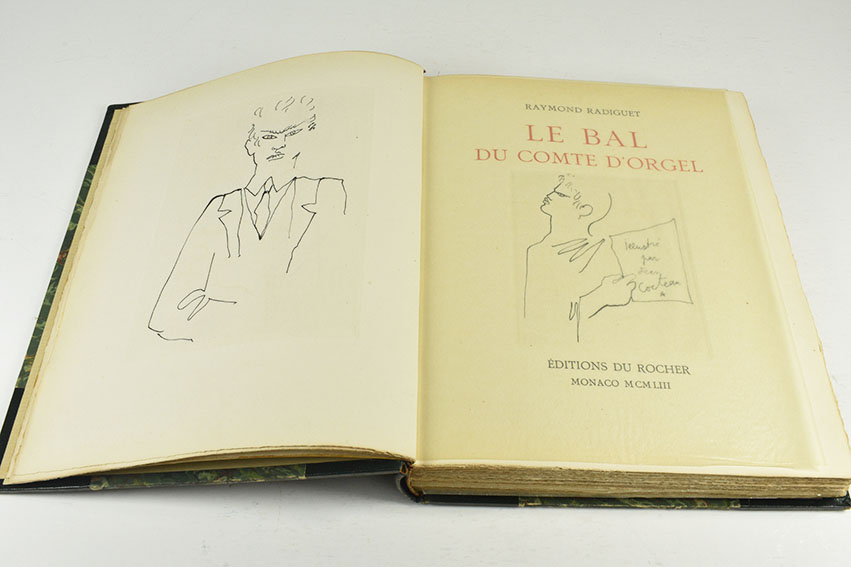 RAYMOND RADIGUET
LE BAL
DU COMTE D'ORGEL
Illustré
par
Jean
Cocteau
ÉDITIONS DU ROCHER
MONACO MCMLIII